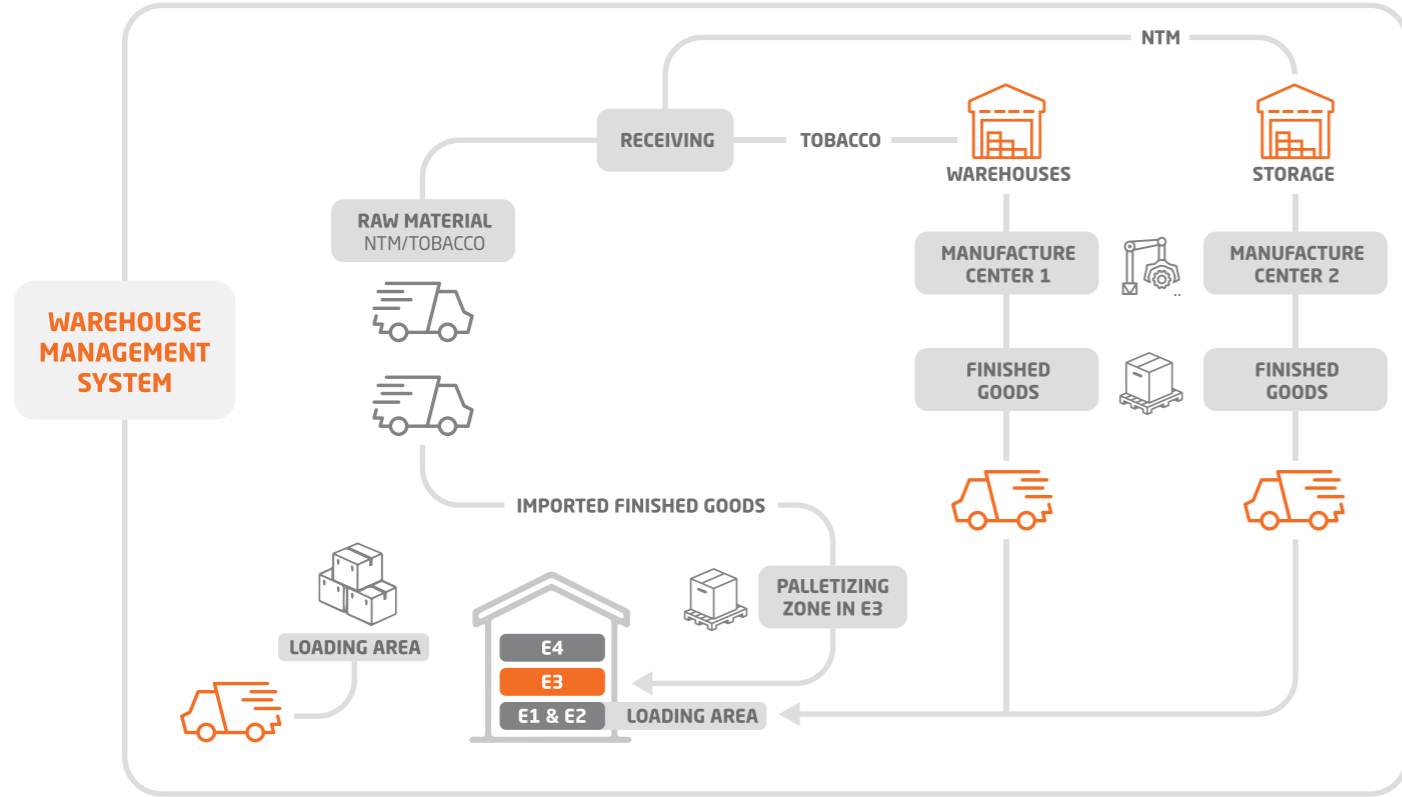 NTM
RECEIVING
TOBACCO
WAREHOUSES
STORAGE
RAW MATERIAL
NTM/TOBACCO
MANUFACTURE
CENTER 1
MANUFACTURE
CENTER 2
WAREHOUSE
MANAGEMENT
SYSTEM
FINISHED
GOODS
FINISHED
GOODS
IMPORTED FINISHED GOODS
PALLETIZING
ZONE IN E3
LOADING AREA
E4
E3
E1 & E2
LOADING AREA